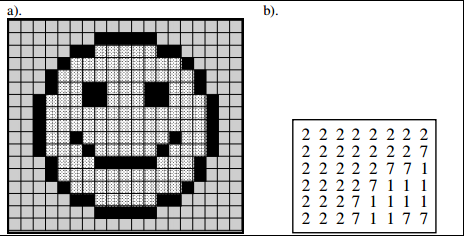 a).
b).
2 2 2 2 2 2 2 2
2 2 2 2 2 2 2 7
2 2 2 2 2 7 7 1
2 2 2 2 7 1 1 1
2 2 2 7 1 1 1 1
2 2 2 7 1 1 7 7